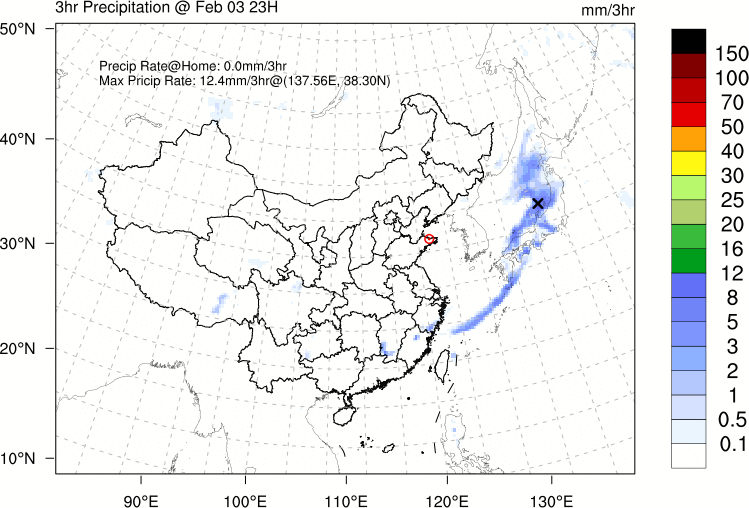 3hr Precipitation @ Feb 03 23H
mm/3hr
Precip Rate@Home: 0.0mm/3hr
Max Pricip Rate: 12.4mm/3hr@(137.56E, 38.30N)
50°N
40°N
30°N
20°N
10°N
90°E
100°E
110°E
120°E
130°E
150
100
70
50
40
30
25
20
16
12
8
5
3
2
1
0.5
0.1